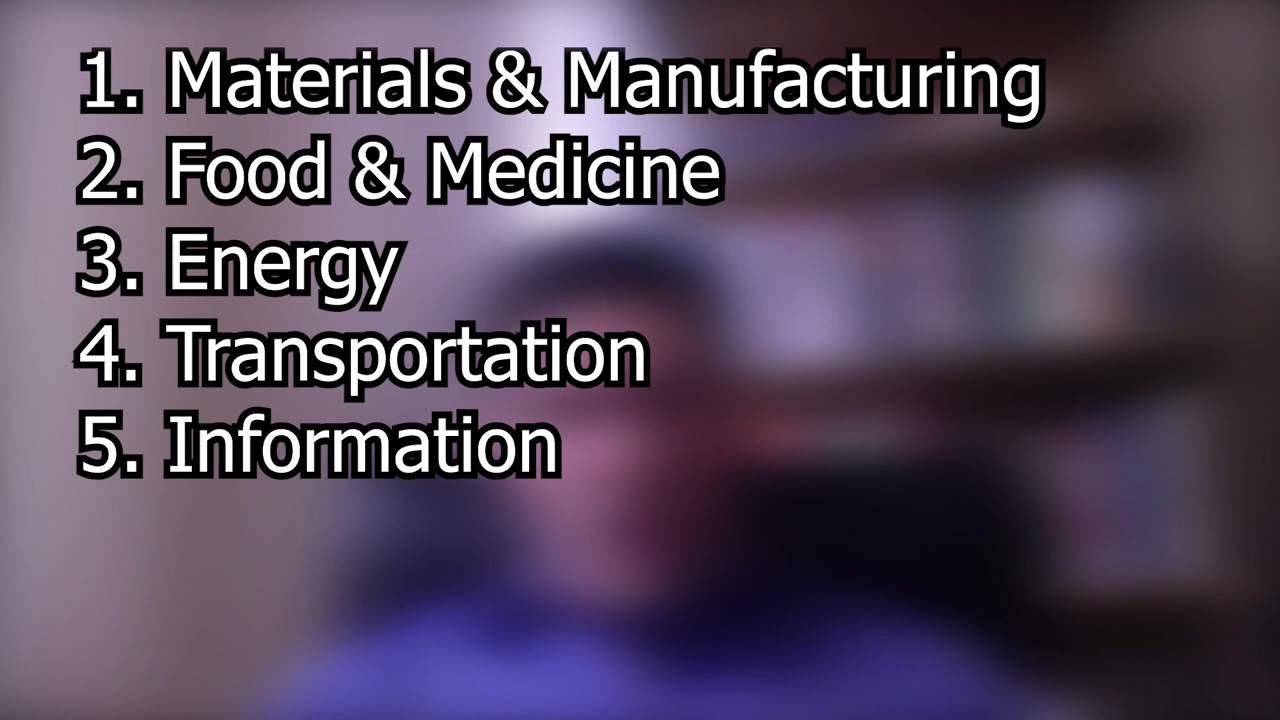 1. Materials & Manufacturing
2. Food & Medicine
3. Energy
4. Transportation
5. Information